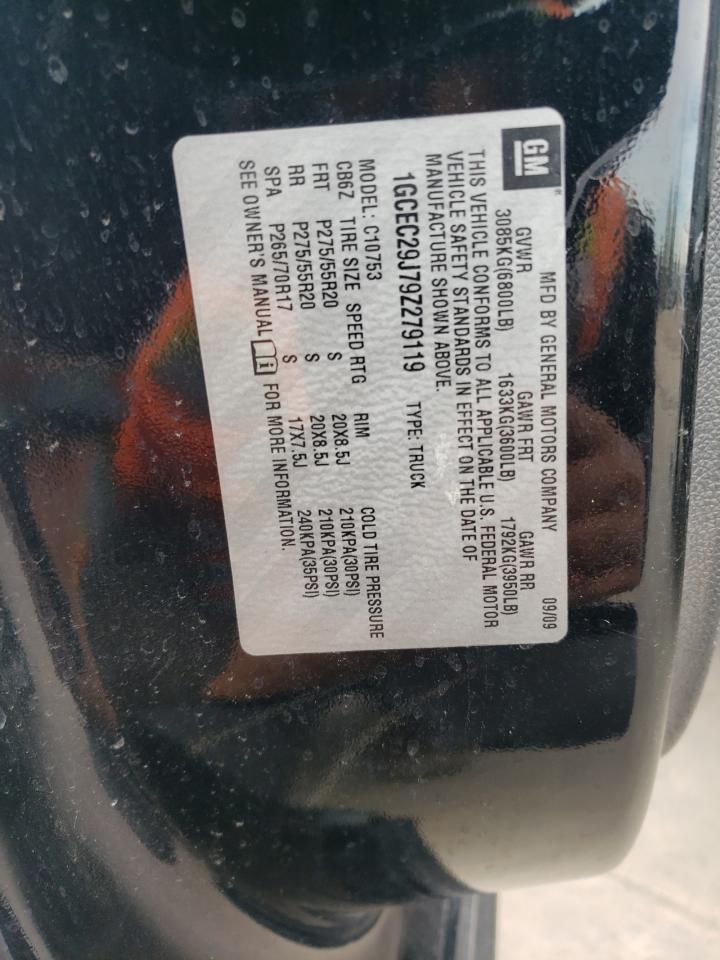 GM
MFD BY GENERAL MOTORS COMPANY 09/09
GVWR GAWR FRT GAWR RR
3085KG(6800LB) 1633KG(3600LB) 1792KG(3950LB)
THIS VEHICLE CONFORMS TO ALL APPLICABLE U.S. FEDERAL MOTOR
VEHICLE SAFETY STANDARDS IN EFFECT ON THE DATE OF
MANUFACTURE SHOWN ABOVE.
1GCEC29J79Z279119 TYPE: TRUCK
MODEL: C10753
CB6Z TIRE SIZE SPEED RTG RIM COLD TIRE PRESSURE
FRT P275/55R20 S 20X8.5J 210KPA(30PSI)
RR P275/55R20 S 20X8.5J 210KPA(30PSI)
SPA P265/70R17 S 17X7.5J 240KPA(35PSI)
SEE OWNER'S MANUAL FOR MORE INFORMATION.